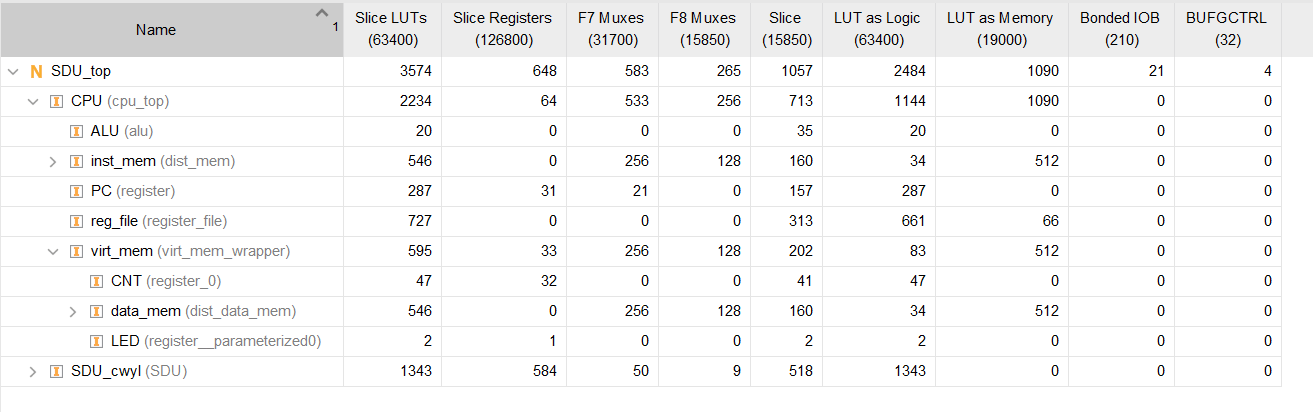 Name 1 Slice LUTs (63400) Slice Registers (126800) F7 Muxes (31700) F8 Muxes (15850) Slice (15850) LUT as Logic (63400) LUT as Memory (19000) Bonded IOB (210) BUFGCTRL (32)
N SDU_top 3574 648 583 265 1057 2484 1090 21 4
I CPU (cpu_top) 2234 64 533 256 713 1144 1090 0 0
I ALU (alu) 20 0 0 0 35 20 0 0 0
I inst_mem (dist_mem) 546 0 256 128 160 34 512 0 0
I PC (register) 287 31 21 0 157 287 0 0 0
I reg_file (register_file) 727 0 0 0 313 661 66 0 0
I virt_mem (virt_mem_wrapper) 595 33 256 128 202 83 512 0 0
I CNT (register_0) 47 32 0 0 41 47 0 0 0
I data_mem (dist_data_mem) 546 0 256 128 160 34 512 0 0
I LED (register__parameterized0) 2 1 0 0 2 2 0 0 0
I SDU_cwyl (SDU) 1343 584 50 9 518 1343 0 0 0